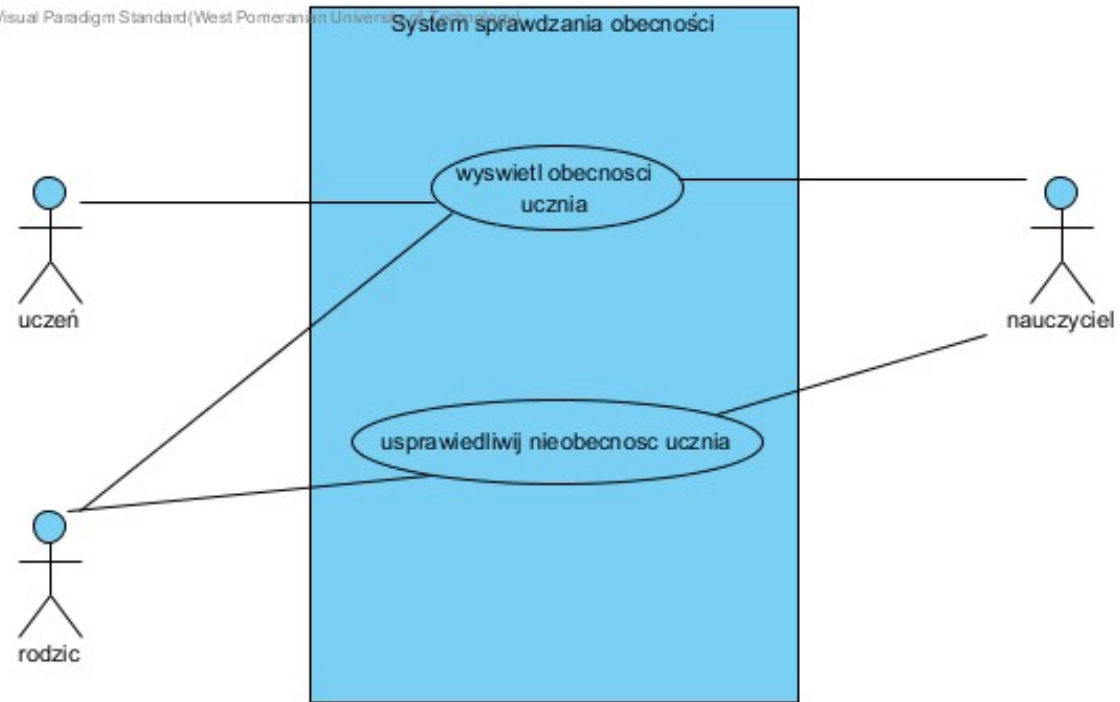 Visual Paradigm Standard(West Pomeranian University of Technology)
System sprawdzania obecności
wyswietl obecnosci
ucznia
uczeń
nauczyciel
usprawiedliwij nieobecnosc ucznia
rodzic